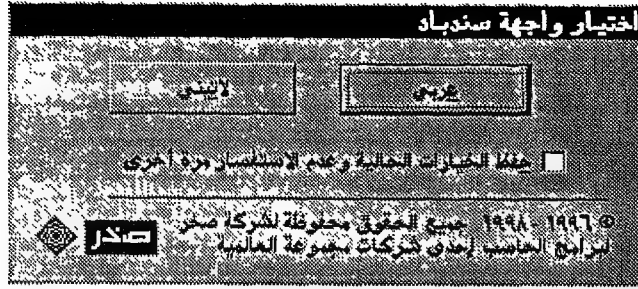 اختيار واجهة سندباد
عربي
لاتيني
حفظ الخيارات الحالية وعدم الاستفسار مرة أخرى
© ١٩٩٦ - ١٩٩٨ جميع الحقوق محفوظة لشركة صخر
لبرامج الحاسب إحدى شركات مجموعة العالمية
صخر